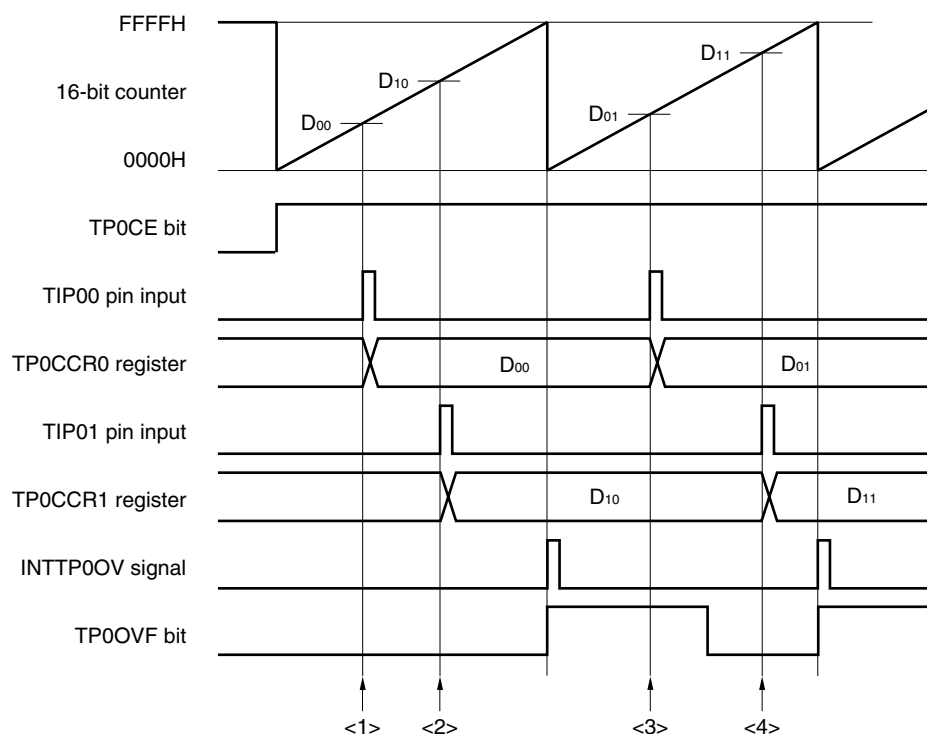 FFFFH
16-bit counter
0000H
D00
D10
D01
D11
TP0CE bit
TIP00 pin input
TP0CCR0 register
D00
D01
TIP01 pin input
TP0CCR1 register
D10
D11
INTTP0OV signal
TP0OVF bit
<1>
<2>
<3>
<4>